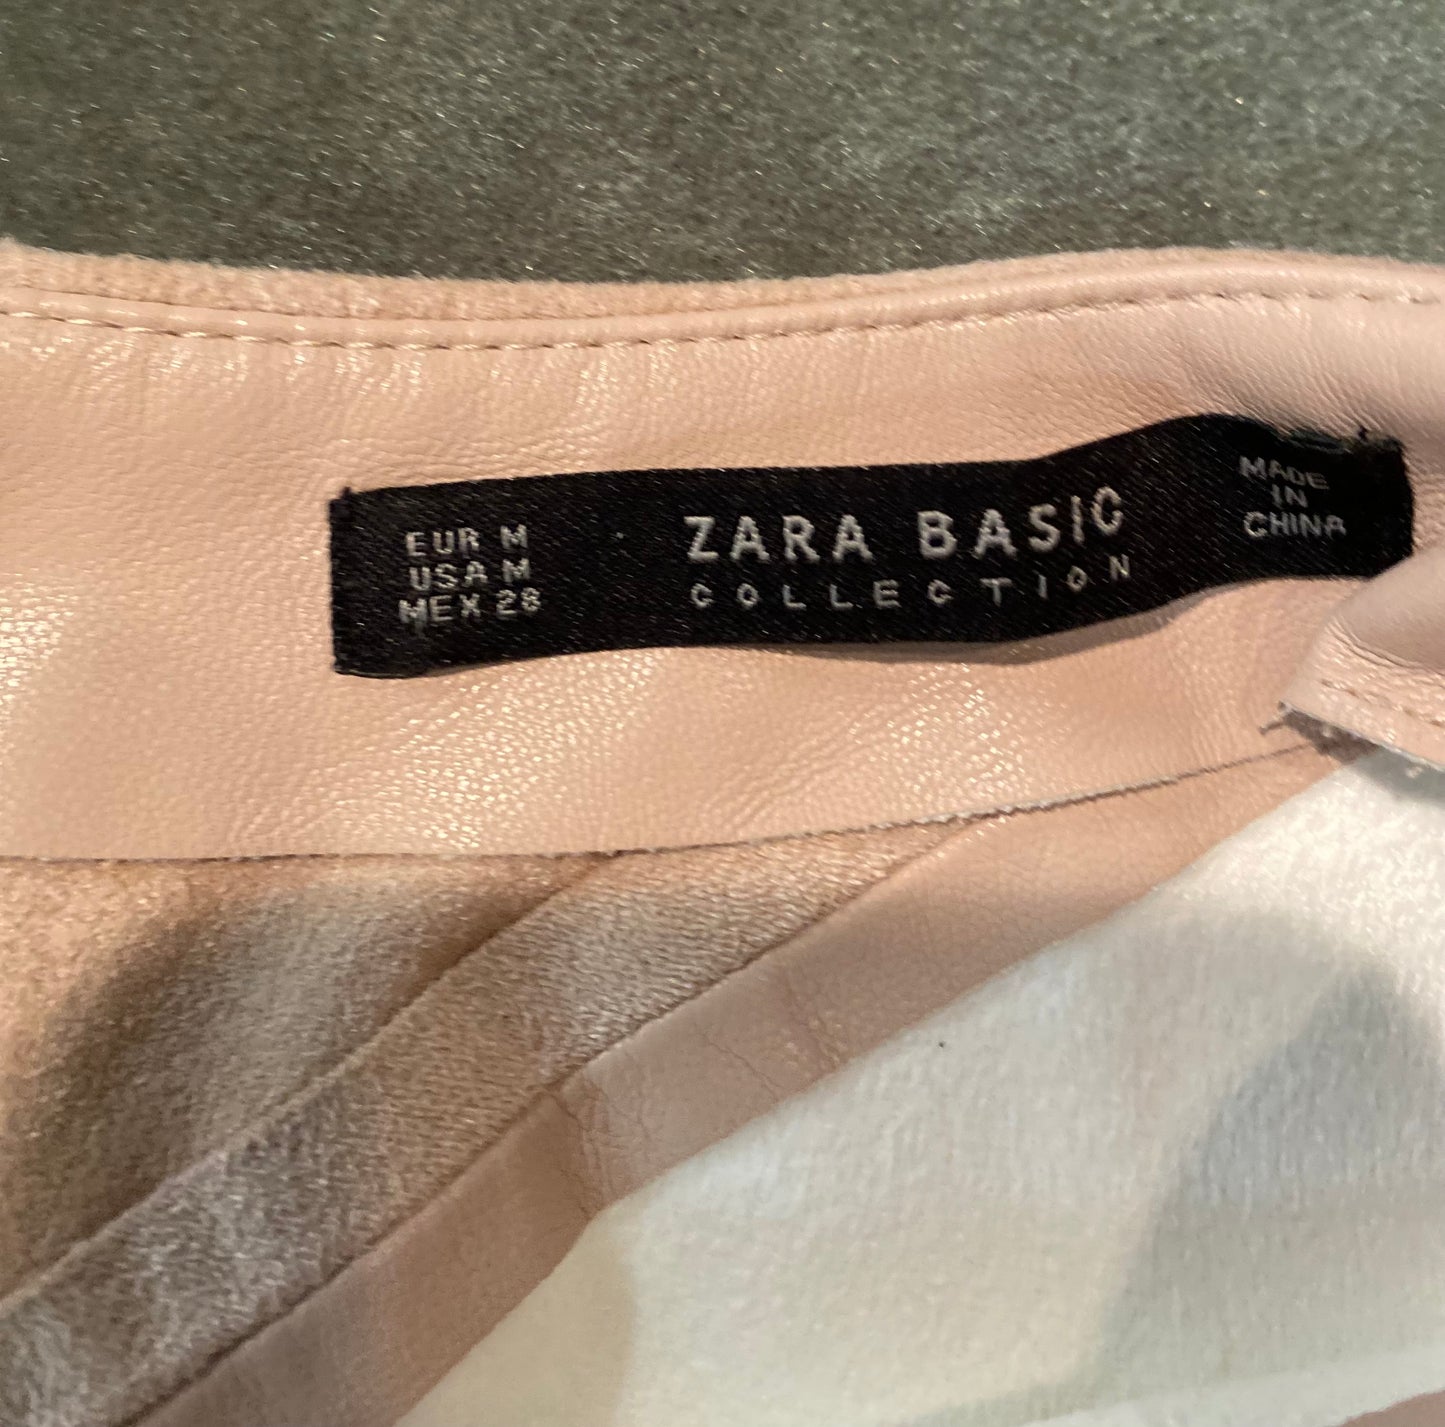 EUR M
USA M
MEX 28
ZARA BASIC
COLLECTION
MADE
IN
CHINA